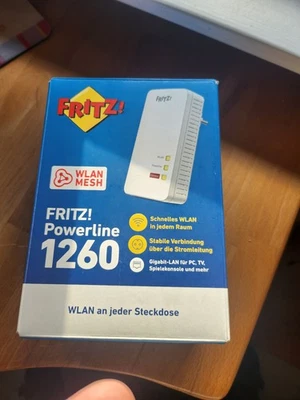 FRITZ!
FRITZ!
WLAN
MESH
FRITZ!
Powerline
1260
Schnelles WLAN
in jedem Raum
Stabile Verbindung
über die Stromleitung
Gigabit-LAN für PC, TV,
Spielekonsole und mehr
WLAN an jeder Steckdose